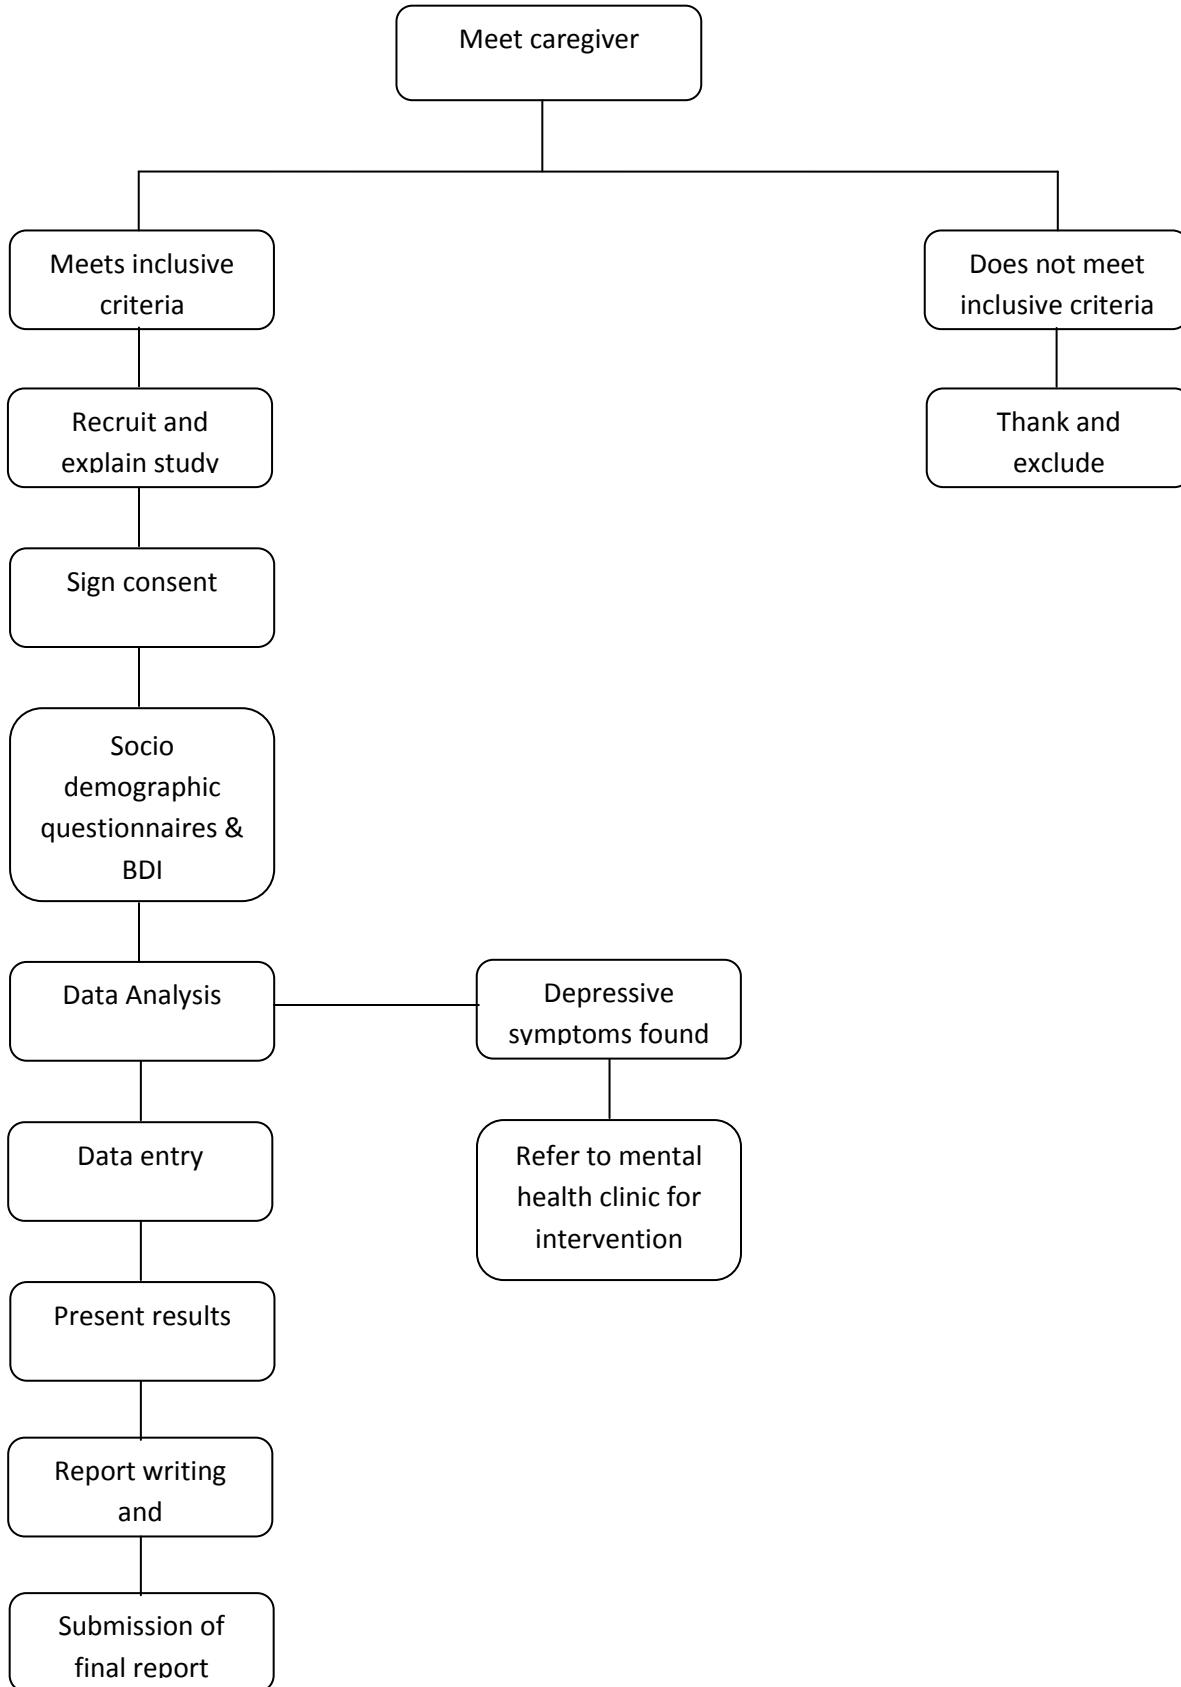 Meet caregiver
Meets inclusive
criteria
Does not meet
inclusive criteria
Recruit and
explain study
Thank and
exclude
Sign consent
Socio
demographic
questionnaires &
BDI
Data Analysis
Depressive
symptoms found
Data entry
Refer to mental
health clinic for
intervention
Present results
Report writing
and
Submission of
final report